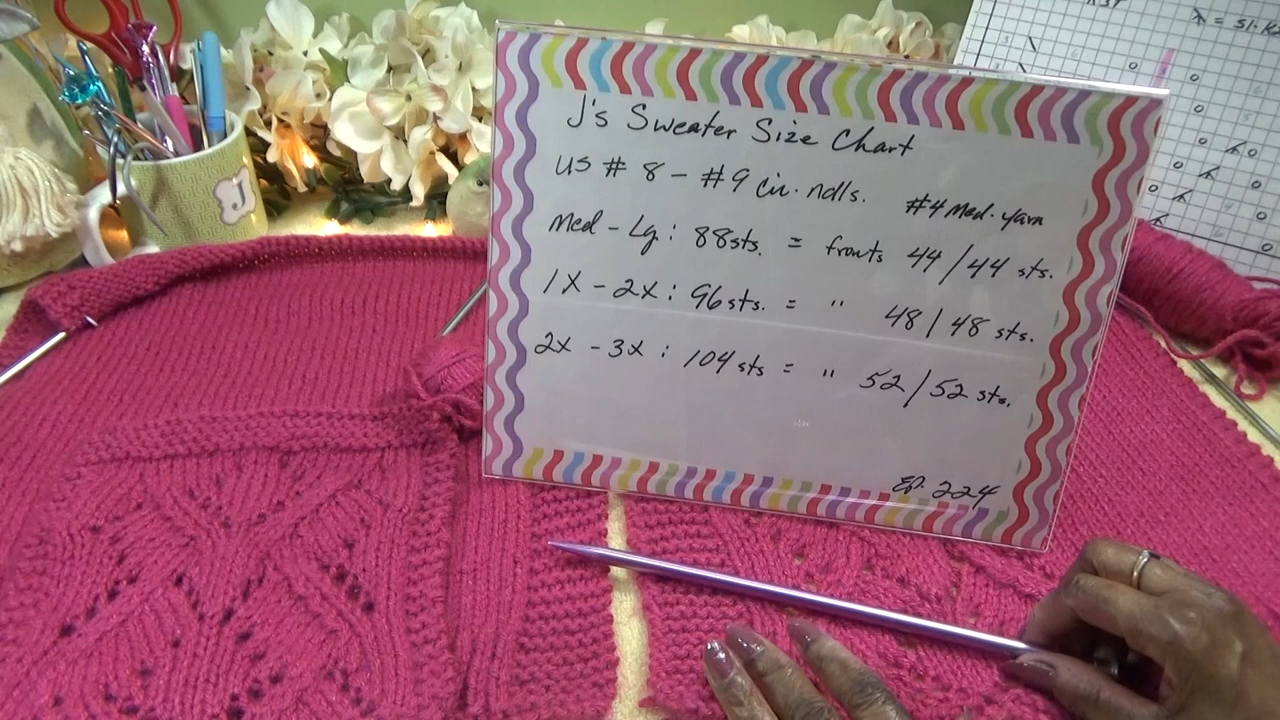 J's Sweater Size Chart
US # 8 - #9 cir. ndls. #4 Med. yarn
Med - Lg: 88sts. = fronts 44/44 sts.
1X - 2X: 96sts. = " 48/48 sts.
2X - 3X: 104 sts = " 52/52 sts.
EP. 224
J
λ = sl-